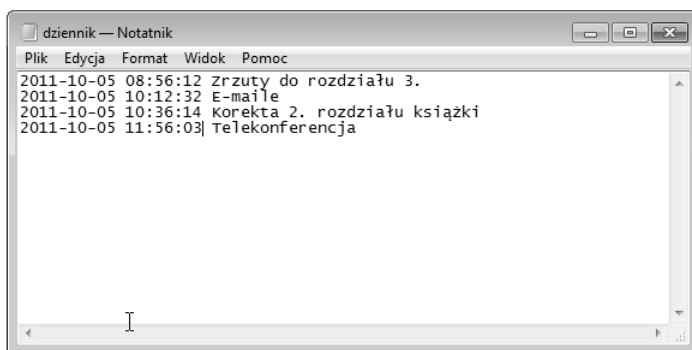 dziennik — Notatnik
Plik Edycja Format Widok Pomoc
2011-10-05 08:56:12 Zrzuty do rozdziału 3.
2011-10-05 10:12:32 E-maile
2011-10-05 10:36:14 Korekta 2. rozdziału książki
2011-10-05 11:56:03 Telekonferencja